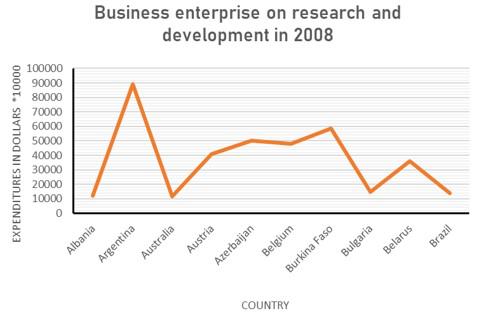 Business enterprise on research and
development in 2008
EXPENDITURES IN DOLLARS *10000
100000
90000
80000
70000
60000
50000
40000
30000
20000
10000
0
Albania
Argentina
Australia
Austria
Azerbaijan
Belgium
Burkina Faso
Bulgaria
Belarus
Brazil
COUNTRY